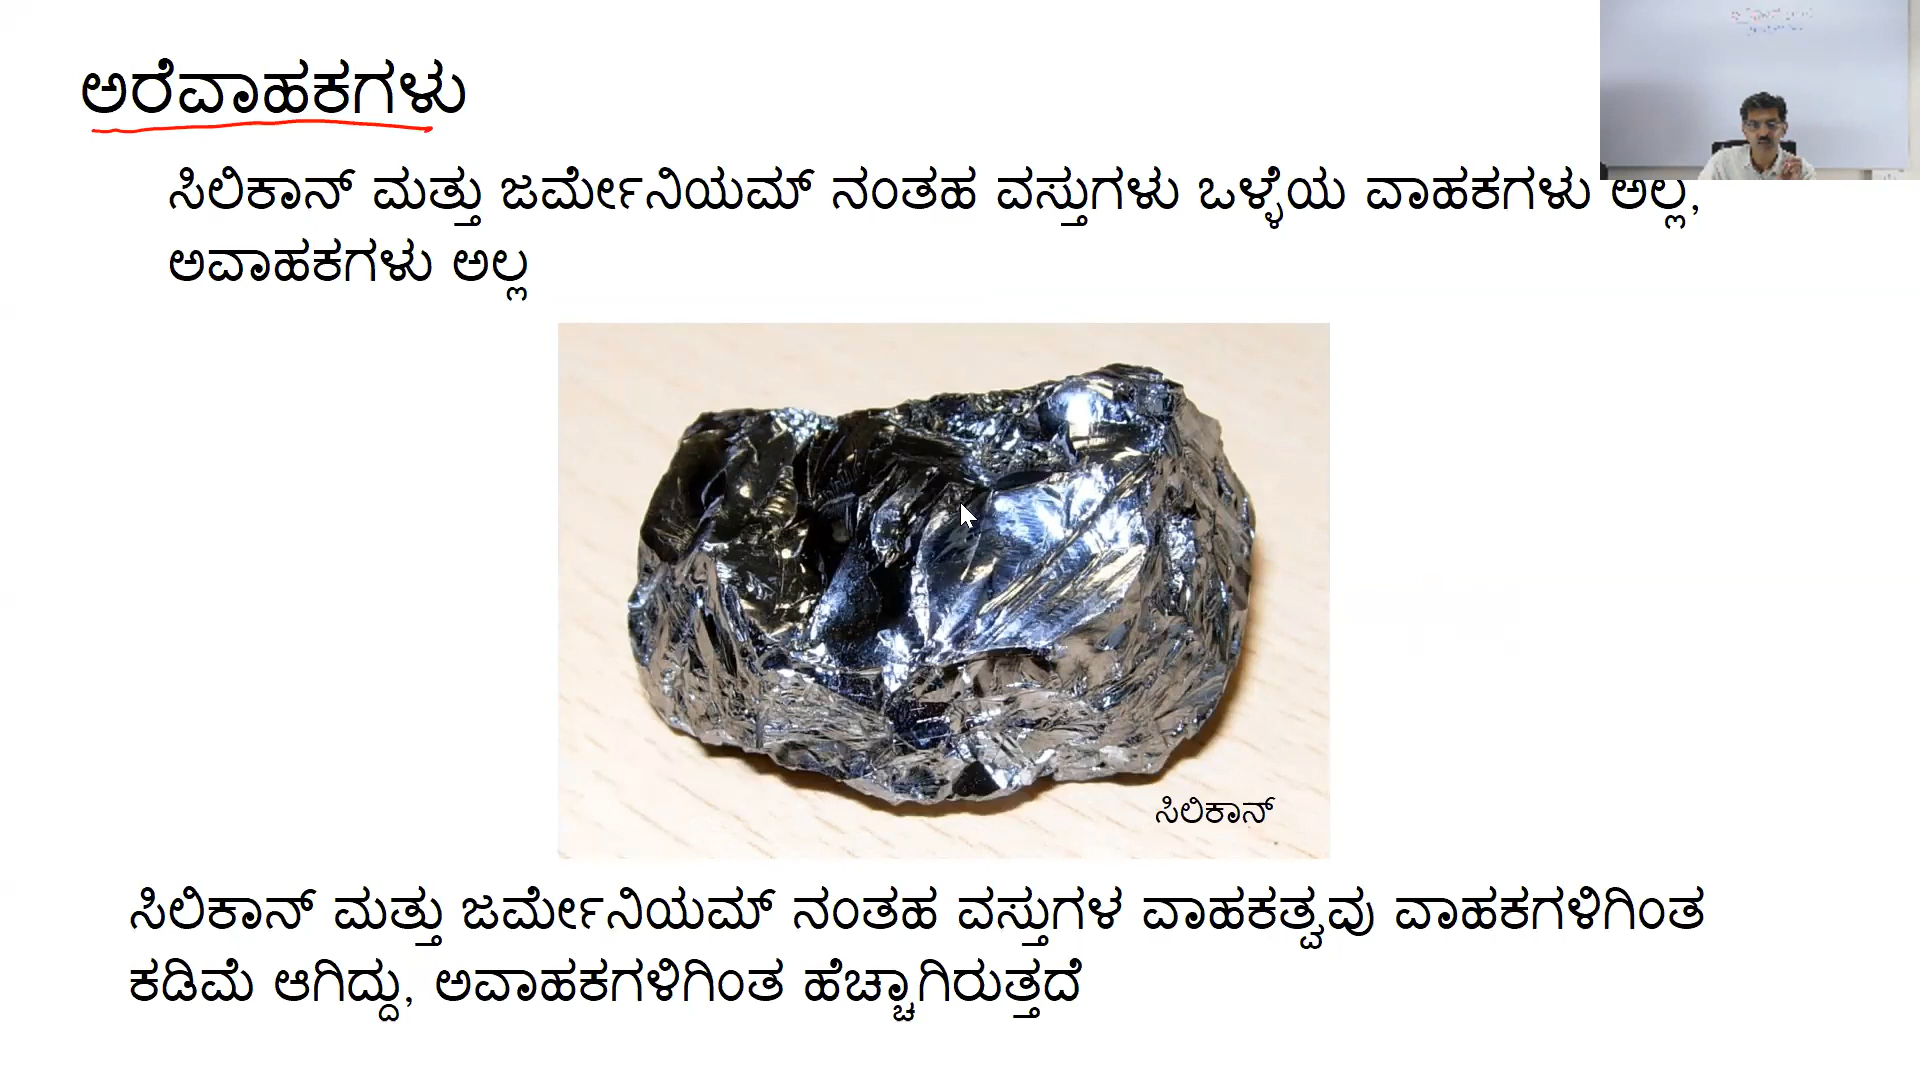 ಅರೆವಾಹಕಗಳು
ಸಿಲಿಕಾನ್ ಮತ್ತು ಜರ್ಮೇನಿಯಮ್ ನಂತಹ ವಸ್ತುಗಳು ಒಳ್ಳೆಯ ವಾಹಕಗಳು ಅಲ್ಲ,
ಅವಾಹಕಗಳು ಅಲ್ಲ
ಸಿಲಿಕಾನ್
ಸಿಲಿಕಾನ್ ಮತ್ತು ಜರ್ಮೇನಿಯಮ್ ನಂತಹ ವಸ್ತುಗಳ ವಾಹಕತ್ವವು ವಾಹಕಗಳಿಗಿಂತ
ಕಡಿಮೆ ಆಗಿದ್ದು, ಅವಾಹಕಗಳಿಗಿಂತ ಹೆಚ್ಚಾಗಿರುತ್ತದೆ